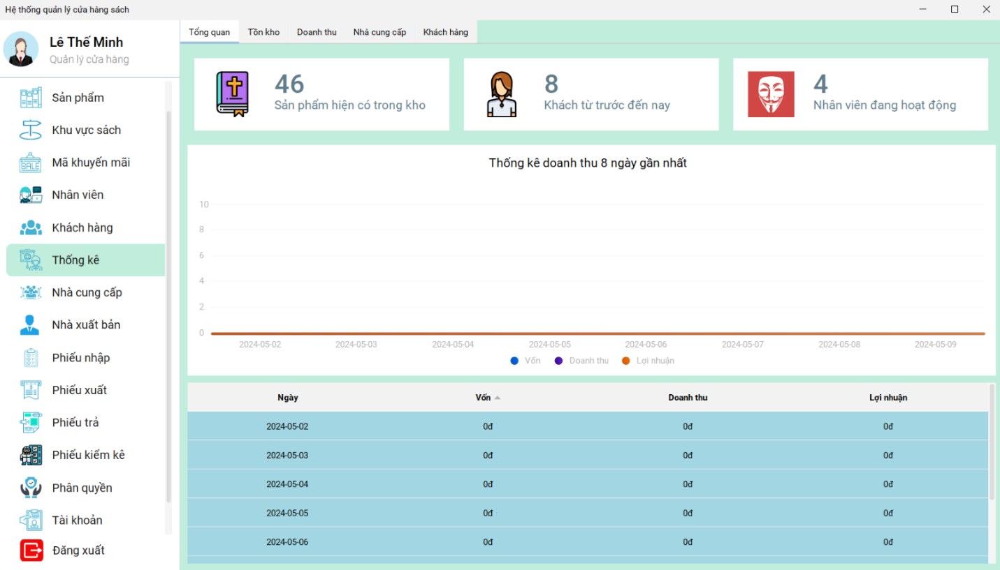 Hệ thống quản lý cửa hàng sách
Lê Thế Minh
Quản lý cửa hàng
Sản phẩm
Khu vực sách
SALE
Mã khuyến mãi
Nhân viên
Khách hàng
Thống kê
Nhà cung cấp
Nhà xuất bản
Phiếu nhập
Phiếu xuất
Phiếu trả
Phiếu kiểm kê
Phân quyền
Tài khoản
Đăng xuất
Tổng quan Tồn kho Doanh thu Nhà cung cấp Khách hàng
46
Sản phẩm hiện có trong kho
8
Khách từ trước đến nay
4
Nhân viên đang hoạt động
Thống kê doanh thu 8 ngày gần nhất
10
8
6
4
2
0
2024-05-02 2024-05-03 2024-05-04 2024-05-05 2024-05-06 2024-05-07 2024-05-08 2024-05-09
Vốn Doanh thu Lợi nhuận
Ngày Vốn Doanh thu Lợi nhuận
2024-05-02 0đ 0đ 0đ
2024-05-03 0đ 0đ 0đ
2024-05-04 0đ 0đ 0đ
2024-05-05 0đ 0đ 0đ
2024-05-06 0đ 0đ 0đ